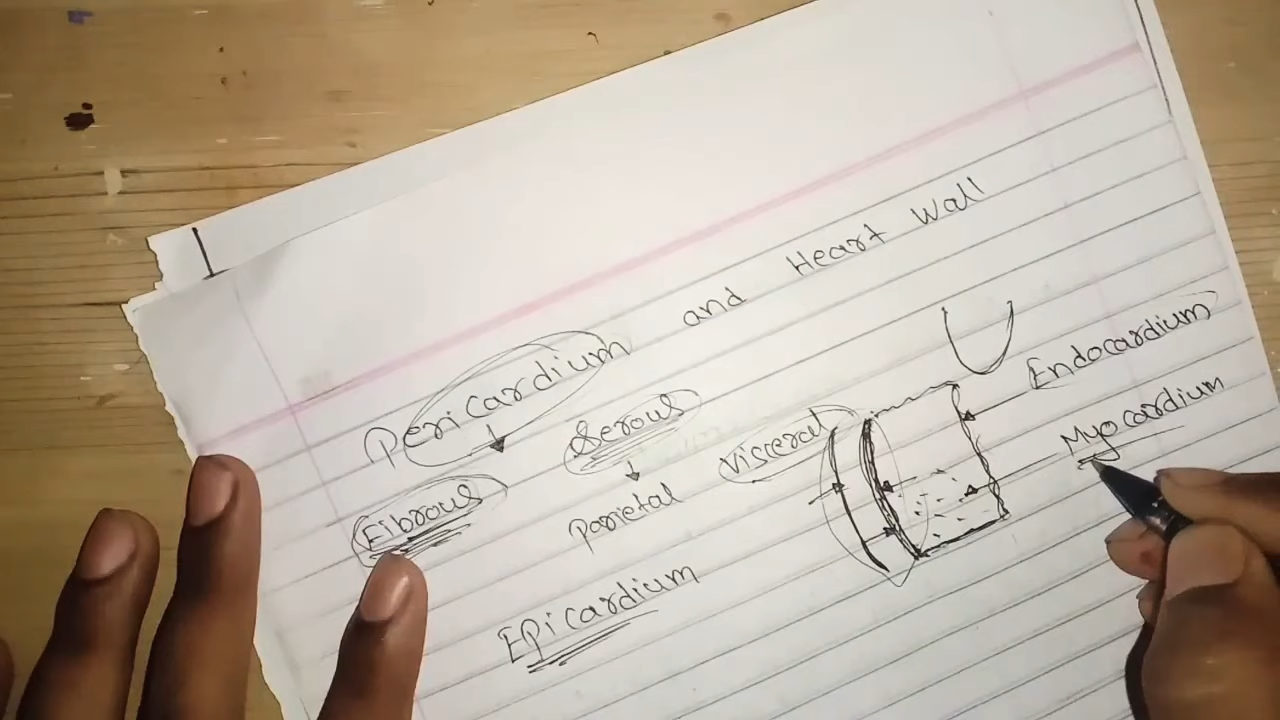 Pericardium and Heart Wall
Fibrous
Serous
Parietal
Visceral
Epicardium
Endocardium
Myocardium